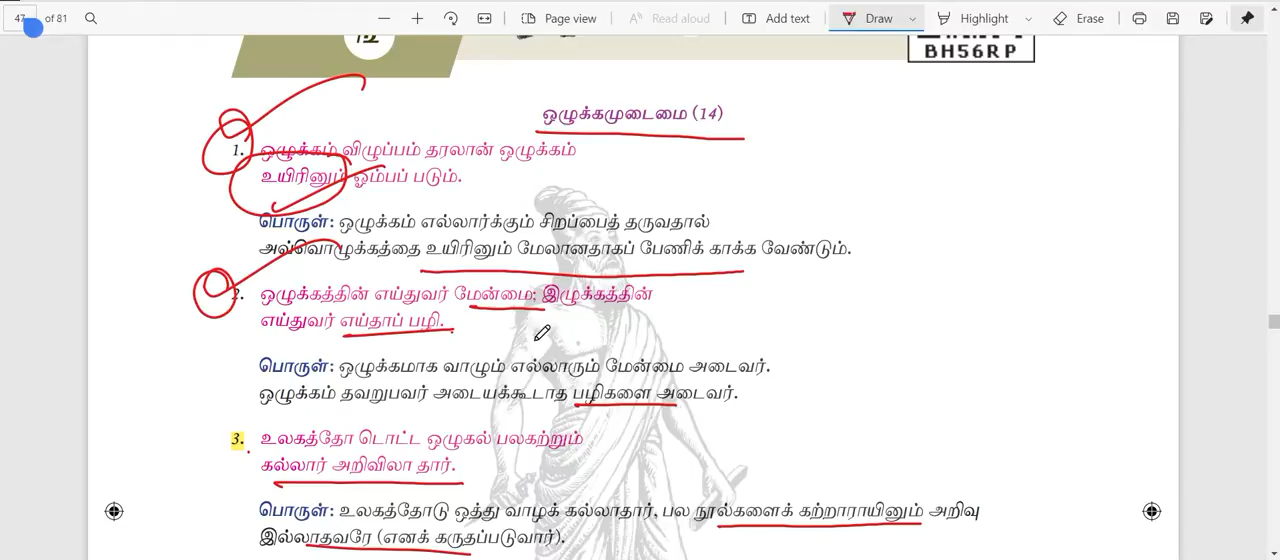 47 of 81 Page view Read aloud Add text Draw Highlight Erase
BH56RP
ஒழுக்கமுடைமை (14)
1. ஒழுக்கம் விழுப்பம் தரலான் ஒழுக்கம்
உயிரினும் ஓம்பப் படும்.
பொருள்: ஒழுக்கம் எல்லார்க்கும் சிறப்பைத் தருவதால்
அவ்வொழுக்கத்தை உயிரினும் மேலானதாகப் பேணிக் காக்க வேண்டும்.
2. ஒழுக்கத்தின் எய்துவர் மேன்மை; இழுக்கத்தின்
எய்துவர் எய்தாப் பழி.
பொருள்: ஒழுக்கமாக வாழும் எல்லாரும் மேன்மை அடைவர்.
ஒழுக்கம் தவறுபவர் அடையக்கூடாத பழிகளை அடைவர்.
3. உலகத்தோ டொட்ட ஒழுகல் பலகற்றும்
கல்லார் அறிவிலா தார்.
பொருள்: உலகத்தோடு ஒத்து வாழக் கல்லாதார், பல நூல்களைக் கற்றாராயினும் அறிவு
இல்லாதவரே (எனக் கருதப்படுவார்).